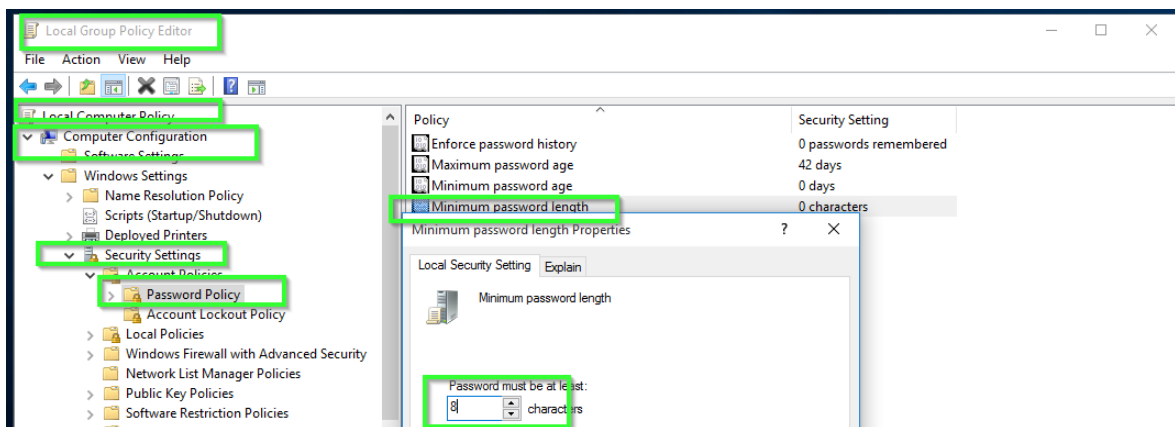 Local Group Policy Editor
File Action View Help
Local Computer Policy
Computer Configuration
Software Settings
Windows Settings
Name Resolution Policy
Scripts (Startup/Shutdown)
Deployed Printers
Security Settings
Account Policies
Password Policy
Account Lockout Policy
Local Policies
Windows Firewall with Advanced Security
Network List Manager Policies
Public Key Policies
Software Restriction Policies
Policy Security Setting
Enforce password history 0 passwords remembered
Maximum password age 42 days
Minimum password age 0 days
Minimum password length 0 characters
Minimum password length Properties
Local Security Setting Explain
Minimum password length
Password must be at least:
8 characters